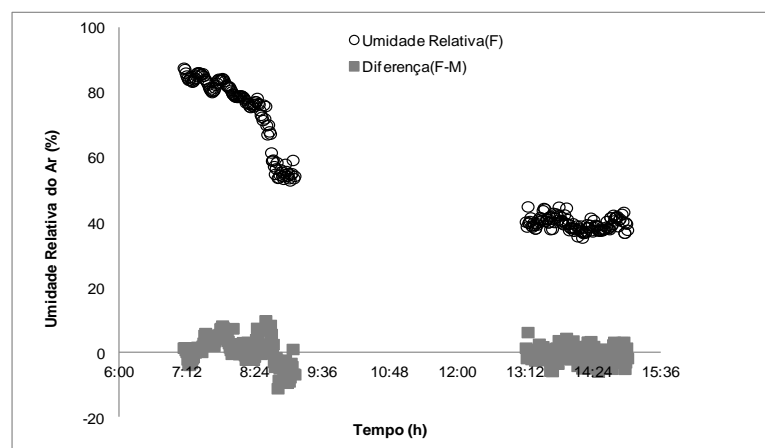 100
80
60
40
20
0
-20
Umidade Relativa do Ar (%)
Umidade Relativa(F)
Diferença(F-M)
6:00 7:12 8:24 9:36 10:48 12:00 13:12 14:24 15:36
Tempo (h)